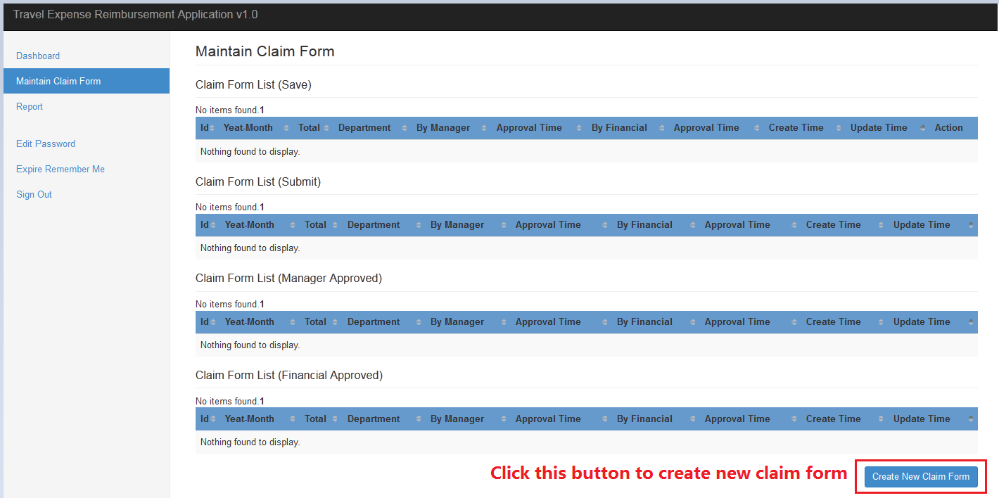 Travel Expense Reimbursement Application v1.0
Dashboard
Maintain Claim Form
Report
Edit Password
Expire Remember Me
Sign Out
Maintain Claim Form
Claim Form List (Save)
No items found.1
Id Yeat-Month Total Department By Manager Approval Time By Financial Approval Time Create Time Update Time Action
Nothing found to display.
Claim Form List (Submit)
No items found.1
Id Yeat-Month Total Department By Manager Approval Time By Financial Approval Time Create Time Update Time
Nothing found to display.
Claim Form List (Manager Approved)
No items found.1
Id Yeat-Month Total Department By Manager Approval Time By Financial Approval Time Create Time Update Time
Nothing found to display.
Claim Form List (Financial Approved)
No items found.1
Id Yeat-Month Total Department By Manager Approval Time By Financial Approval Time Create Time Update Time
Nothing found to display.
Click this button to create new claim form
Create New Claim Form